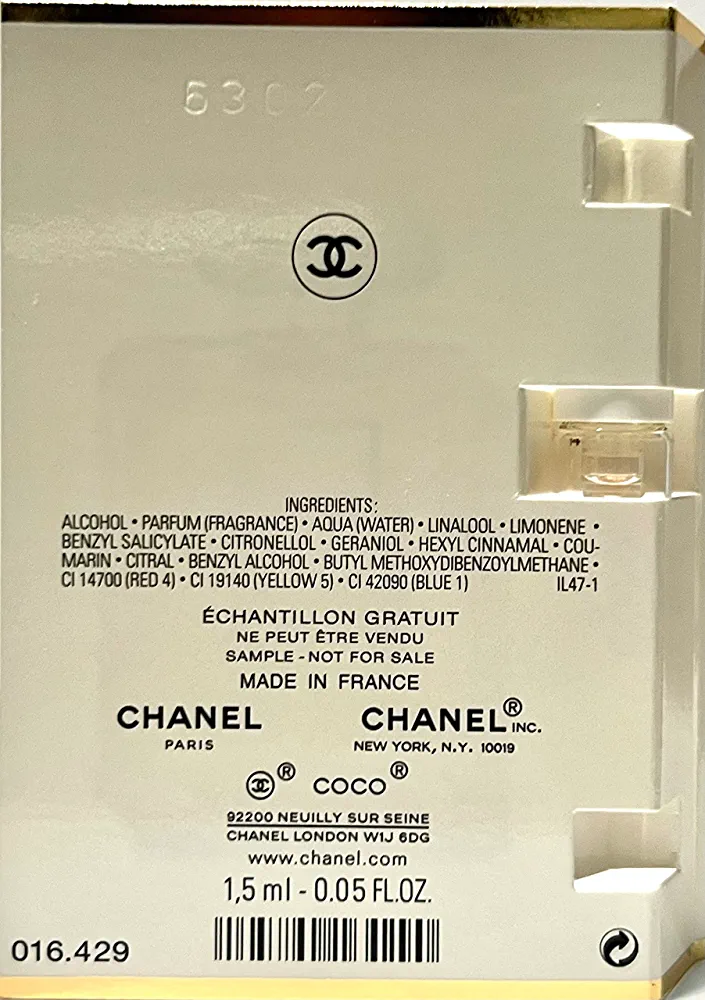 6302
INGREDIENTS:
ALCOHOL • PARFUM (FRAGRANCE) • AQUA (WATER) • LINALOOL • LIMONENE •
BENZYL SALICYLATE • CITRONELLOL • GERANIOL • HEXYL CINNAMAL • COU-
MARIN • CITRAL • BENZYL ALCOHOL • BUTYL METHOXYDIBENZOYLMETHANE •
CI 14700 (RED 4) • CI 19140 (YELLOW 5) • CI 42090 (BLUE 1) IL47-1
ÉCHANTILLON GRATUIT
NE PEUT ÊTRE VENDU
SAMPLE - NOT FOR SALE
MADE IN FRANCE
CHANEL CHANEL® INC.
PARIS NEW YORK, N.Y. 10019
® COCO®
92200 NEUILLY SUR SEINE
CHANEL LONDON W1J 6DG
www.chanel.com
1,5 ml - 0.05 FL.OZ.
016.429